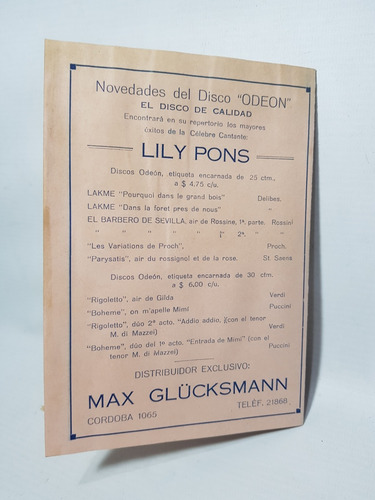 Novedades del Disco "ODEON"
EL DISCO DE CALIDAD
Encontrará en su repertorio los mayores
éxitos de la Célebre Cantante:
LILY PONS
Discos Odeón, etiqueta encarnada de 25 ctm.,
a $ 4.75 c/u.
LAKME "Pourquoi dans le grand bois" Delibes.
LAKME "Dans la foret pres de nous" "
EL BARBERO DE SEVILLA, air de Rossine, 1ª. parte. Rossini
" " " " " " 2ª. " "
"Les Variations de Proch", Proch.
"Parysatis", air du rossignol et de la rose. St. Saens
Discos Odeón, etiqueta encarnada de 30 ctm.
a $ 6,00 c/u.
"Rigoletto", air de Gilda Verdi
"Boheme", on m'apelle Mimi Puccini
"Rigoletto", dúo 2º acto. "Addio addio, )(con el tenor
M. di Mazzei) Verdi
"Boheme", dúo del 1º acto. "Entrada de Mimi" (con el
tenor M. di Mazzei) Puccini
DISTRIBUIDOR EXCLUSIVO:
MAX GLÜCKSMANN
CORDOBA 1065 TELÉF. 21868